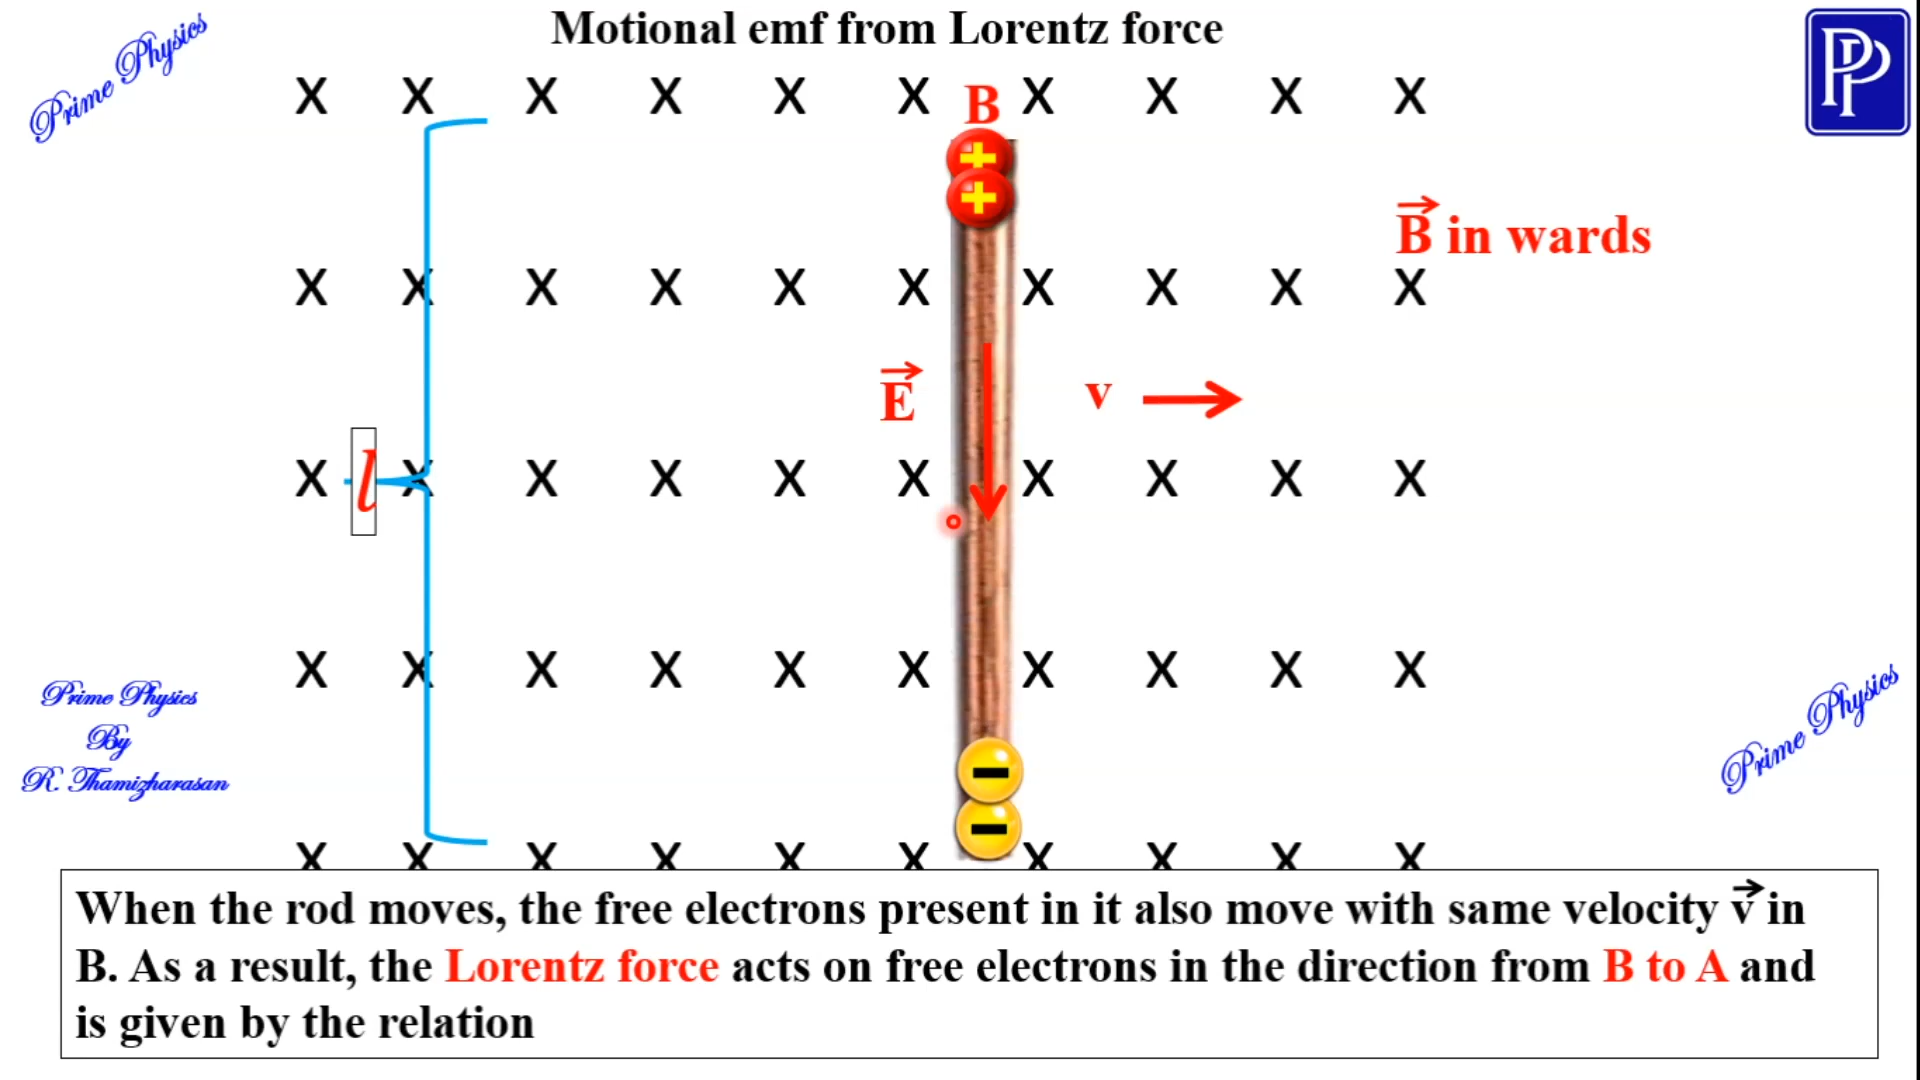 Motional emf from Lorentz force
Prime Physics
PP
X X X X X X B X X X X
B⃗ in wards
X X X X X X X X X X
E⃗ v
X l X X X X X X X X X
X X X X X X X X X X
Prime Physics
By
R. Thamizharasan
Prime Physics
X X X X X X X X X X
When the rod moves, the free electrons present in it also move with same velocity v⃗ in
B. As a result, the Lorentz force acts on free electrons in the direction from B to A and
is given by the relation